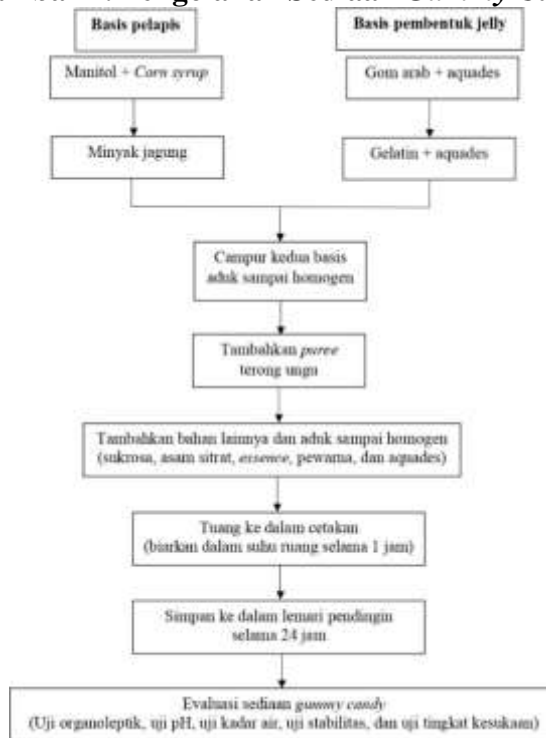 Basis pelapis
Manitol + Corn syrup
Minyak jagung
Basis pembentuk jelly
Gom arab + aquades
Gelatin + aquades
Campur kedua basis
aduk sampai homogen
Tambahkan puree
terong ungu
Tambahkan bahan lainnya dan aduk sampai homogen
(sukrosa, asam sitrat, essence, pewarna, dan aquades)
Tuang ke dalam cetakan
(biarkan dalam suhu ruang selama 1 jam)
Simpan ke dalam lemari pendingin
selama 24 jam
Evaluasi sediaan gummy candy
(Uji organoleptik, uji pH, uji kadar air, uji stabilitas, dan uji tingkat kesukaan)